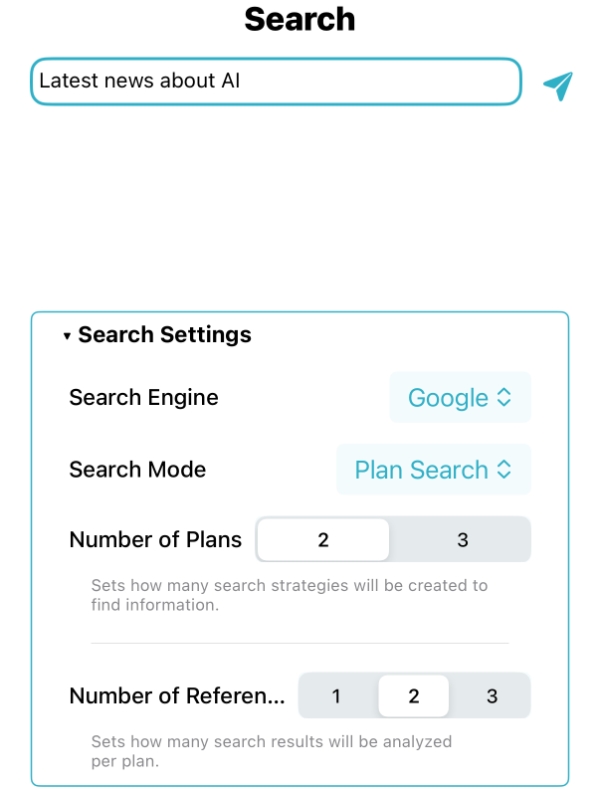 Search
Latest news about AI
▾ Search Settings
Search Engine
Google
Search Mode
Plan Search
Number of Plans
2
3
Sets how many search strategies will be created to
find information.
Number of Referen...
1
2
3
Sets how many search results will be analyzed
per plan.